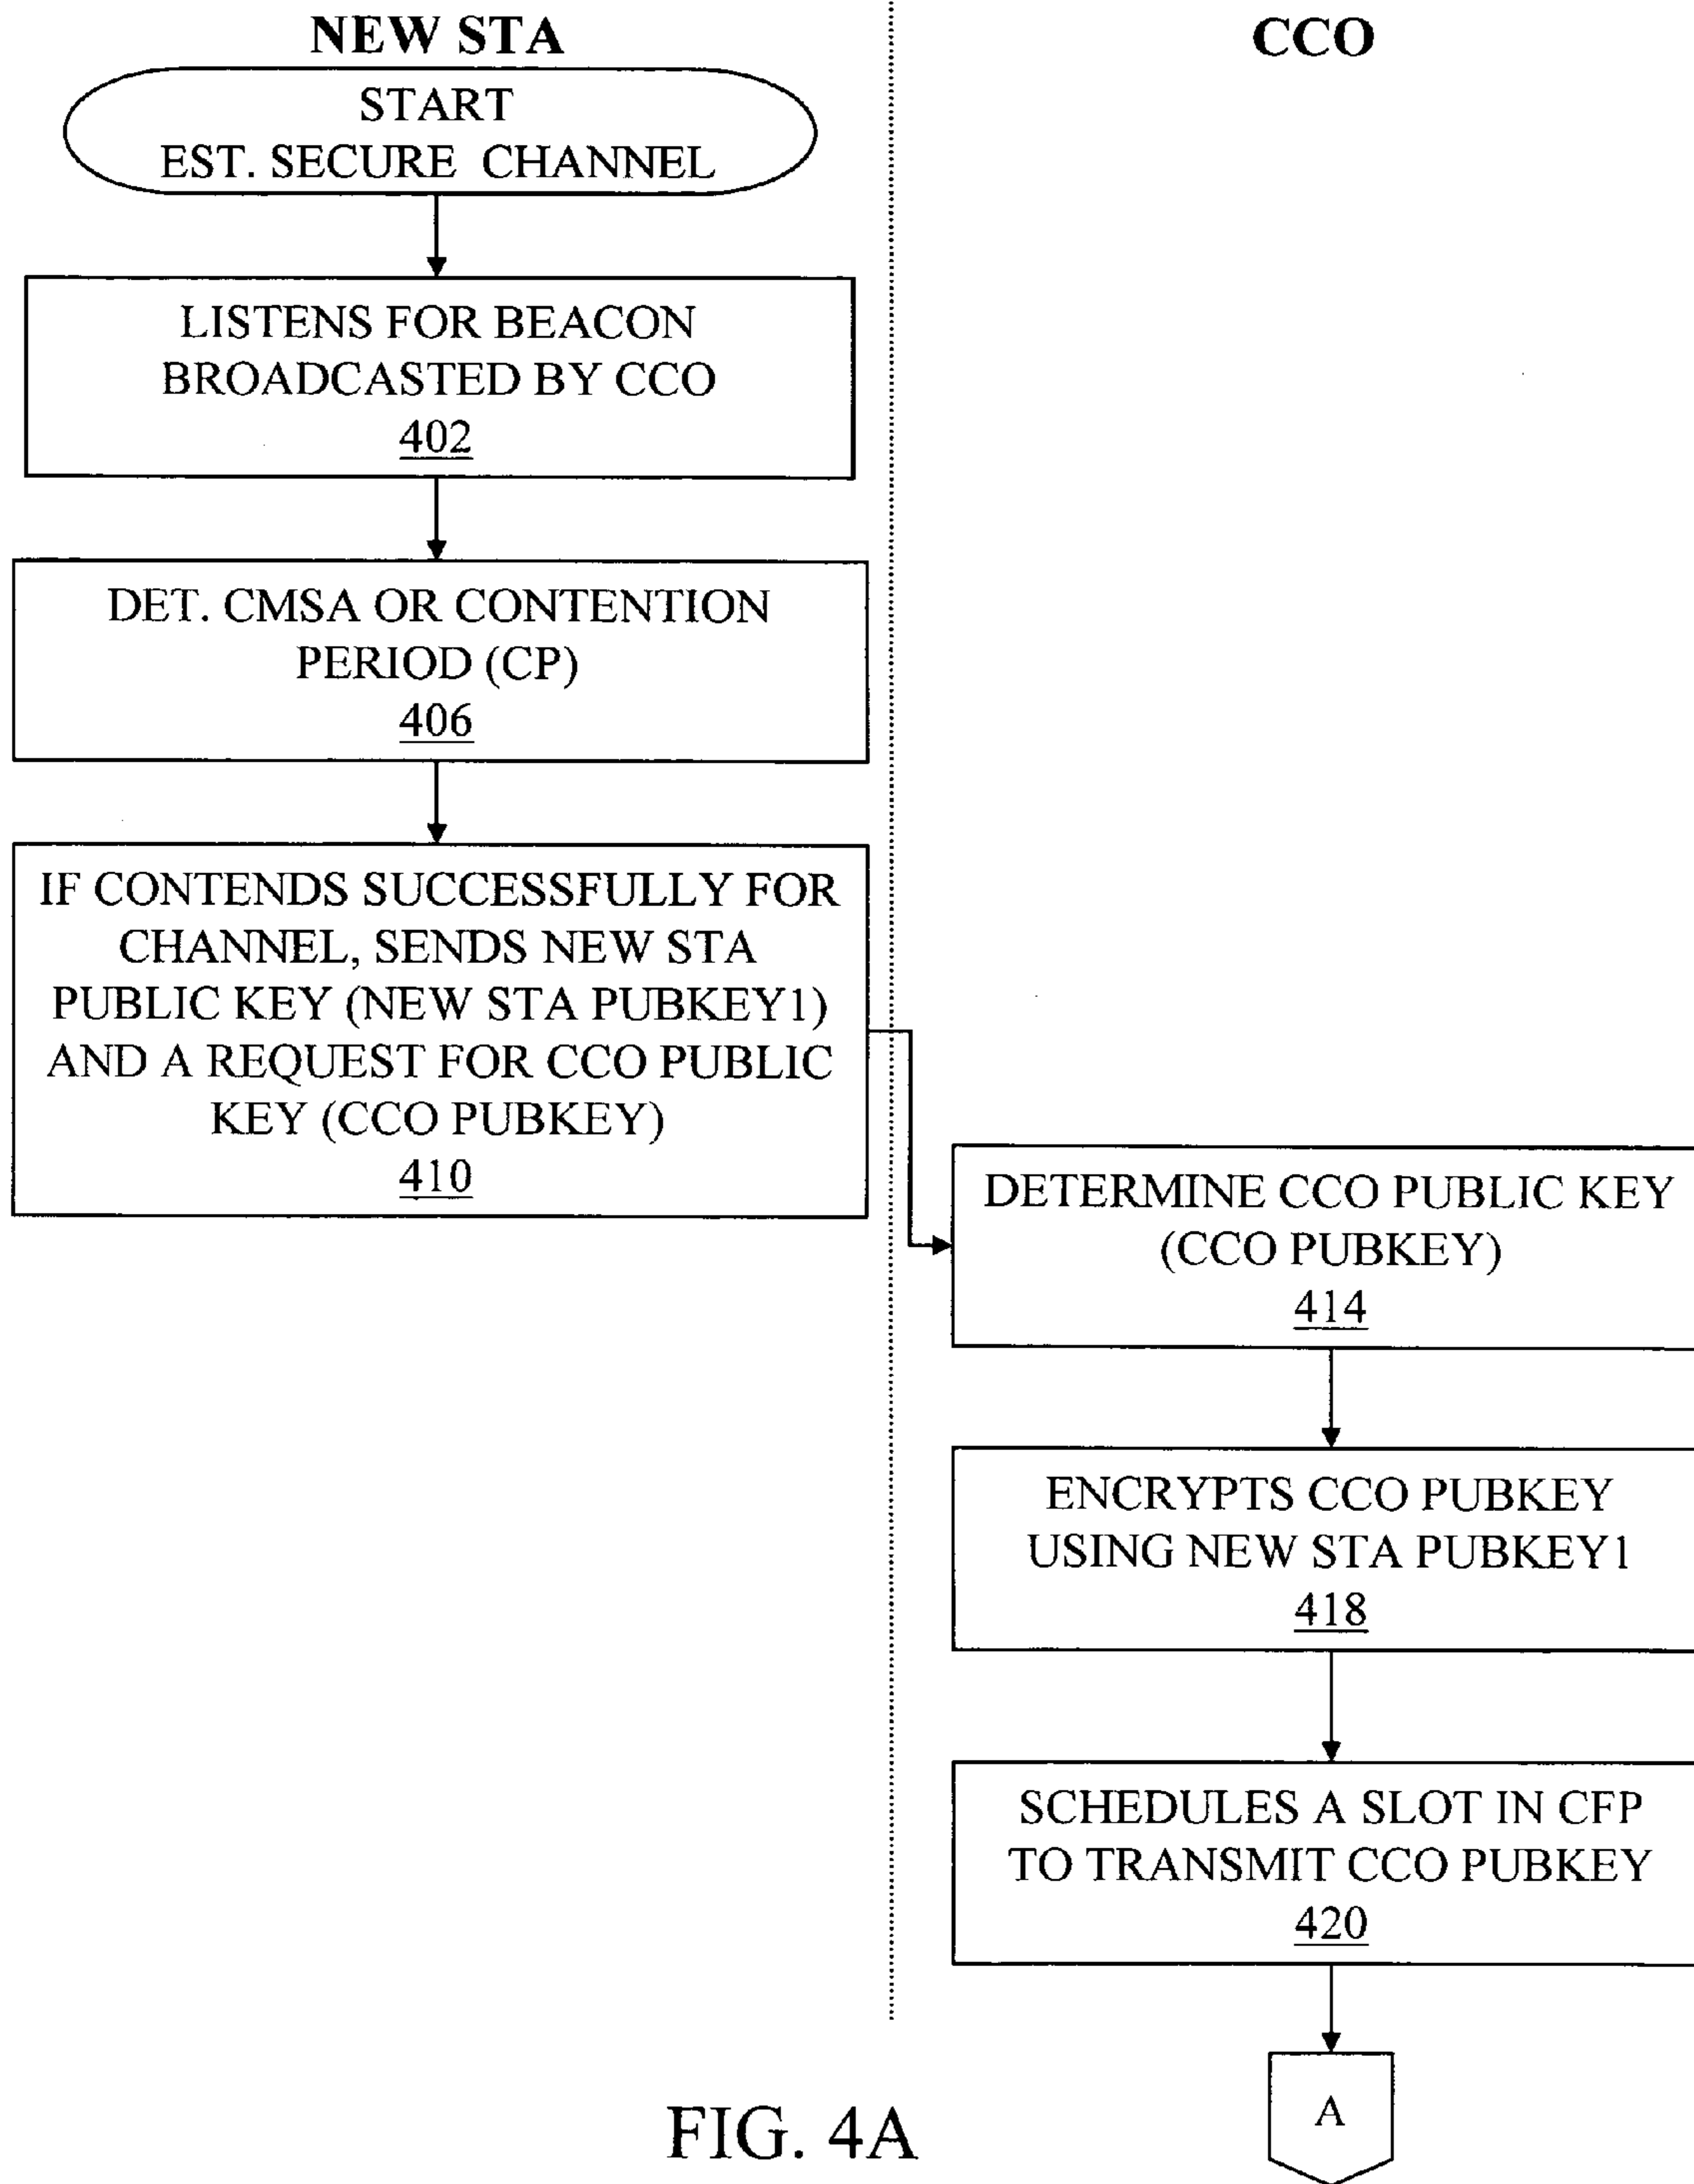 NEW STA
START
EST. SECURE CHANNEL
LISTENS FOR BEACON
BROADCASTED BY CCO
402
DET. CMSA OR CONTENTION
PERIOD (CP)
406
IF CONTENDS SUCCESSFULLY FOR
CHANNEL, SENDS NEW STA
PUBLIC KEY (NEW STA PUBKEY1)
AND A REQUEST FOR CCO PUBLIC
KEY (CCO PUBKEY)
410
CCO
DETERMINE CCO PUBLIC KEY
(CCO PUBKEY)
414
ENCRYPTS CCO PUBKEY
USING NEW STA PUBKEY1
418
SCHEDULES A SLOT IN CFP
TO TRANSMIT CCO PUBKEY
420
A
FIG. 4A